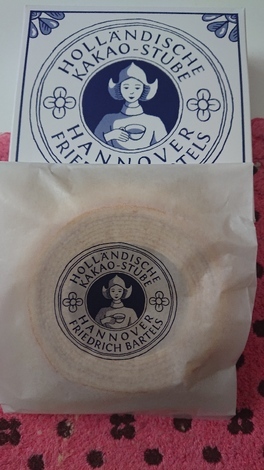 HOLLÄNDISCHE
KAKAO-STUBE
HANNOVER
FRIEDRICH BARTELS
HOLLÄNDISCHE
KAKAO-STUBE
HANNOVER
FRIEDRICH BARTELS